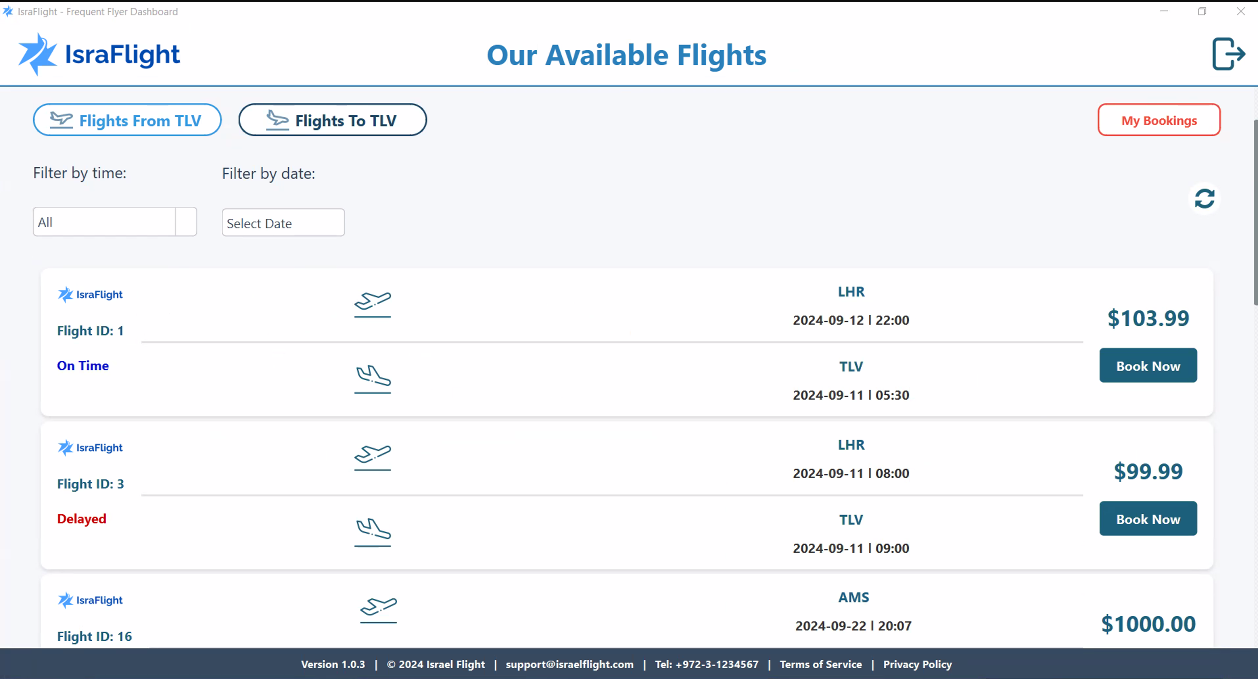 IsraFlight - Frequent Flyer Dashboard
IsraFlight
Our Available Flights
Flights From TLV
Flights To TLV
My Bookings
Filter by time:
Filter by date:
All
Select Date
IsraFlight
LHR
2024-09-12 | 22:00
$103.99
Flight ID: 1
On Time
TLV
2024-09-11 | 05:30
Book Now
IsraFlight
LHR
2024-09-11 | 08:00
$99.99
Flight ID: 3
Delayed
TLV
2024-09-11 | 09:00
Book Now
IsraFlight
AMS
2024-09-22 | 20:07
$1000.00
Flight ID: 16
Version 1.0.3 | © 2024 Israel Flight | support@israelflight.com | Tel: +972-3-1234567 | Terms of Service | Privacy Policy